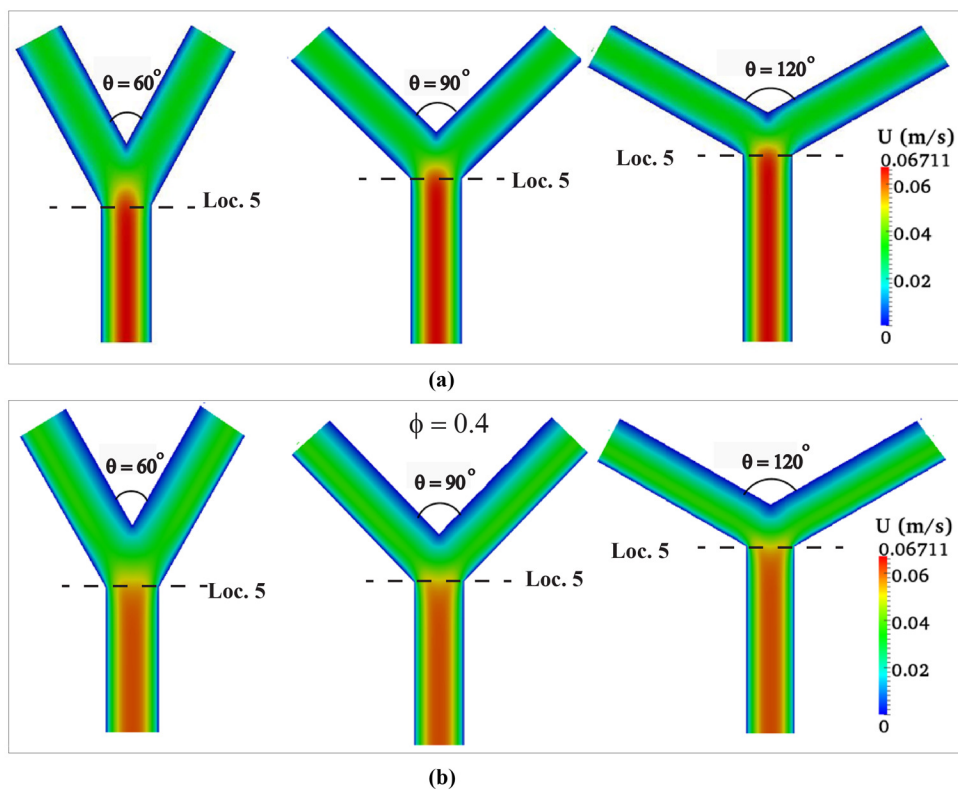 θ = 60°
θ = 90°
θ = 120°
U (m/s)
Loc. 5
0.06711
0.06
Loc. 5
Loc. 5
0.04
0.02
0
(a)
ϕ = 0.4
θ = 60°
θ = 90°
θ = 120°
U (m/s)
Loc. 5
0.06711
0.06
Loc. 5
Loc. 5
0.04
0.02
0
(b)